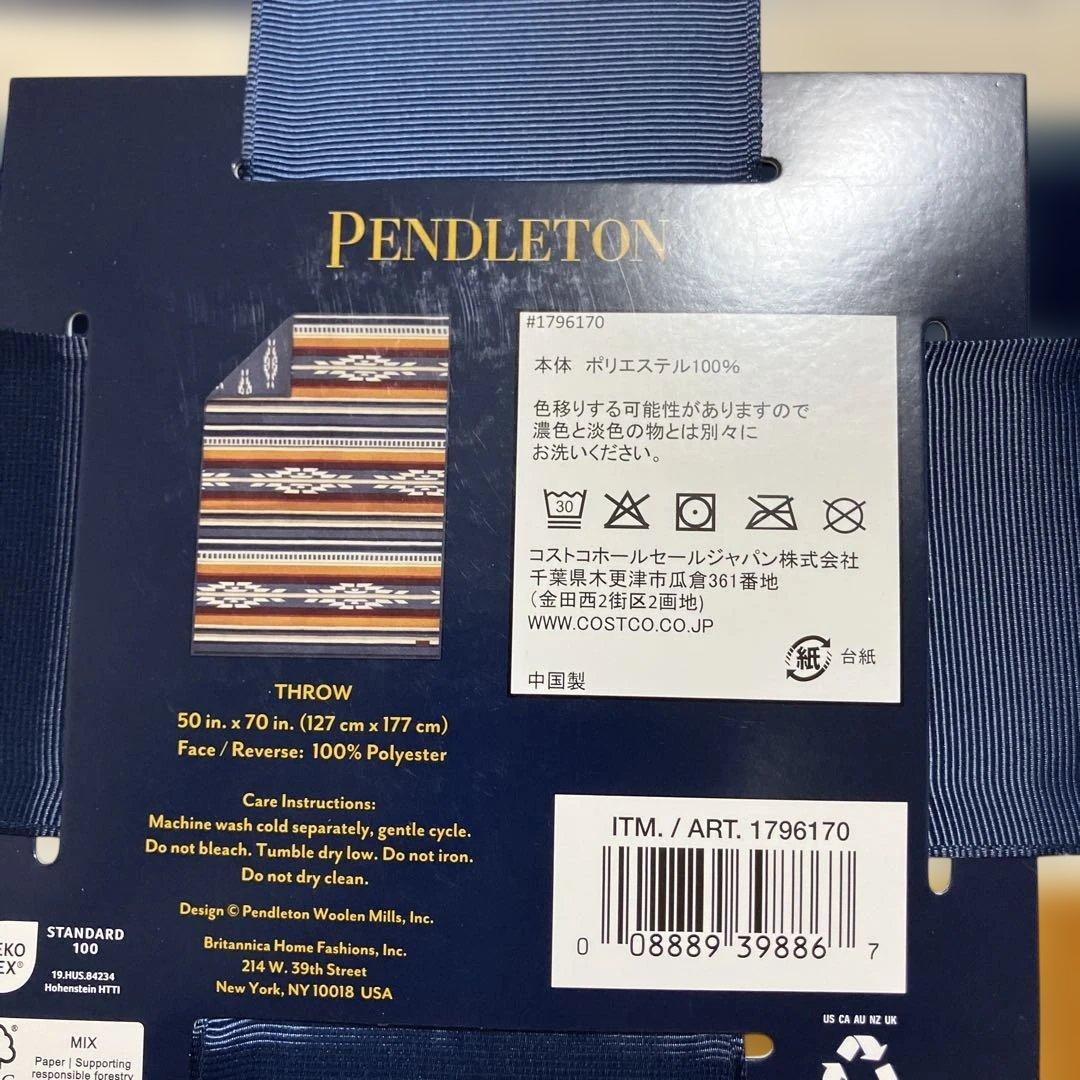 PENDLETON
#1796170
本体 ポリエステル100%
色移りする可能性がありますので
濃色と淡色の物とは別々に
お洗いください。
30
コストコホールセールジャパン株式会社
千葉県木更津市瓜倉361番地
(金田西2街区2画地)
WWW.COSTCO.CO.JP
紙 台紙
中国製
THROW
50 in. x 70 in. (127 cm x 177 cm)
Face / Reverse: 100% Polyester
Care Instructions:
Machine wash cold separately, gentle cycle.
Do not bleach. Tumble dry low. Do not iron.
Do not dry clean.
Design © Pendleton Woolen Mills, Inc.
Britannica Home Fashions, Inc.
214 W. 39th Street
New York, NY 10018 USA
ITM. / ART. 1796170
0 08889 39886 7
STANDARD
100
19.HUS.84234
Hohenstein HTTI
MIX
Paper | Supporting
responsible forestry
US CA AU NZ UK